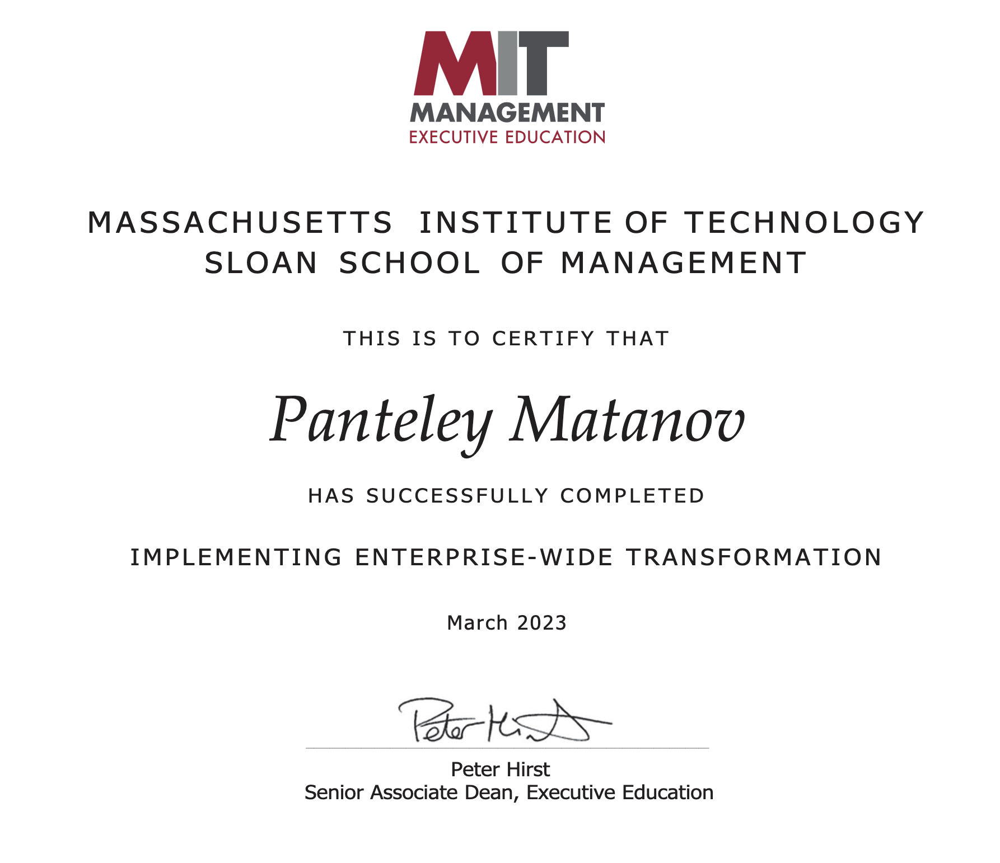 MIT
MANAGEMENT
EXECUTIVE EDUCATION
MASSACHUSETTS INSTITUTE OF TECHNOLOGY
SLOAN SCHOOL OF MANAGEMENT
THIS IS TO CERTIFY THAT
Panteley Matanov
HAS SUCCESSFULLY COMPLETED
IMPLEMENTING ENTERPRISE-WIDE TRANSFORMATION
March 2023
Peter Hirst
Peter Hirst
Senior Associate Dean, Executive Education